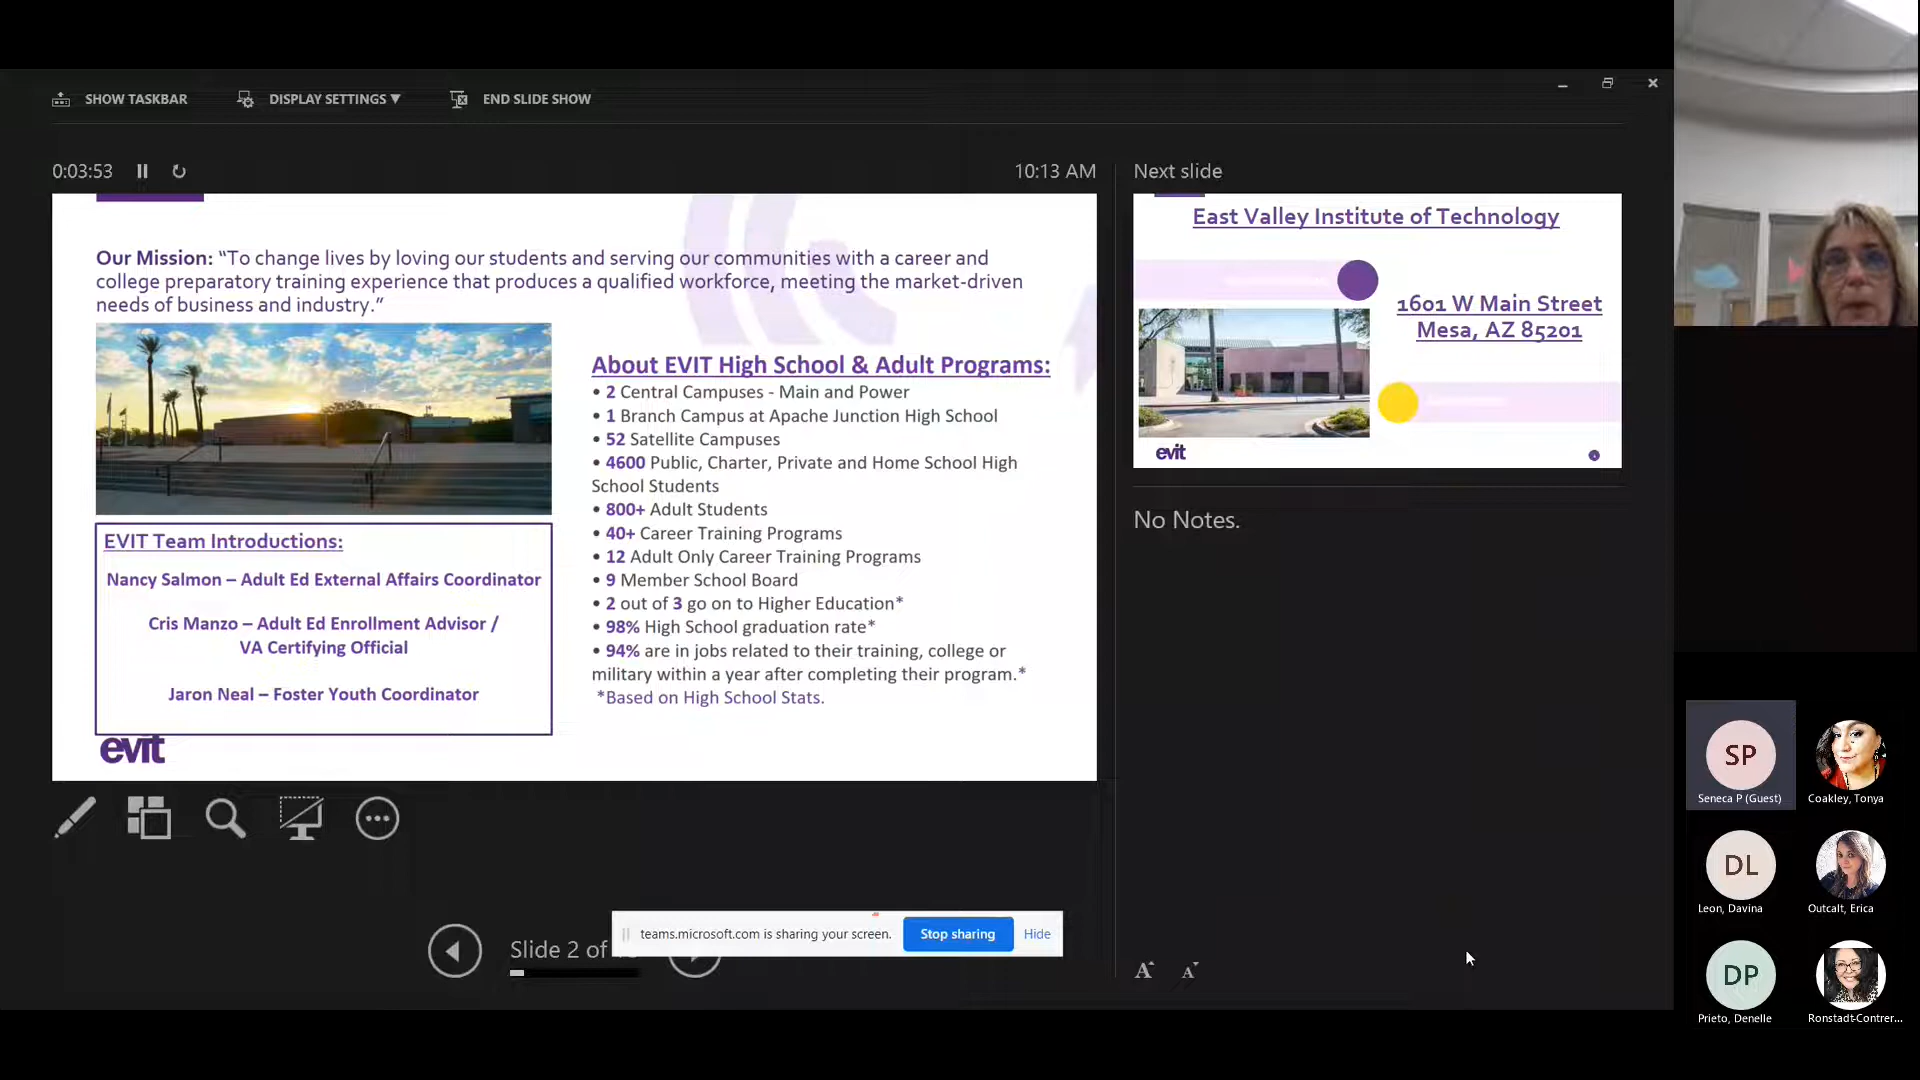 SHOW TASKBAR
DISPLAY SETTINGS ▼
END SLIDE SHOW
0:03:53
10:13 AM
Our Mission: “To change lives by loving our students and serving our communities with a career and
college preparatory training experience that produces a qualified workforce, meeting the market-driven
needs of business and industry.”
EVIT Team Introductions:
Nancy Salmon – Adult Ed External Affairs Coordinator
Cris Manzo – Adult Ed Enrollment Advisor /
VA Certifying Official
Jaron Neal – Foster Youth Coordinator
evit
About EVIT High School & Adult Programs:
• 2 Central Campuses - Main and Power
• 1 Branch Campus at Apache Junction High School
• 52 Satellite Campuses
• 4600 Public, Charter, Private and Home School High
School Students
• 800+ Adult Students
• 40+ Career Training Programs
• 12 Adult Only Career Training Programs
• 9 Member School Board
• 2 out of 3 go on to Higher Education*
• 98% High School graduation rate*
• 94% are in jobs related to their training, college or
military within a year after completing their program.*
*Based on High School Stats.
Next slide
East Valley Institute of Technology
1601 W Main Street
Mesa, AZ 85201
evit
No Notes.
Slide 2 of
teams.microsoft.com is sharing your screen.
Stop sharing
Hide
A
A
SP
Seneca P (Guest)
Coakley, Tonya
DL
Leon, Davina
Outcalt, Erica
DP
Prieto, Denelle
Ronstadt-Contrer...